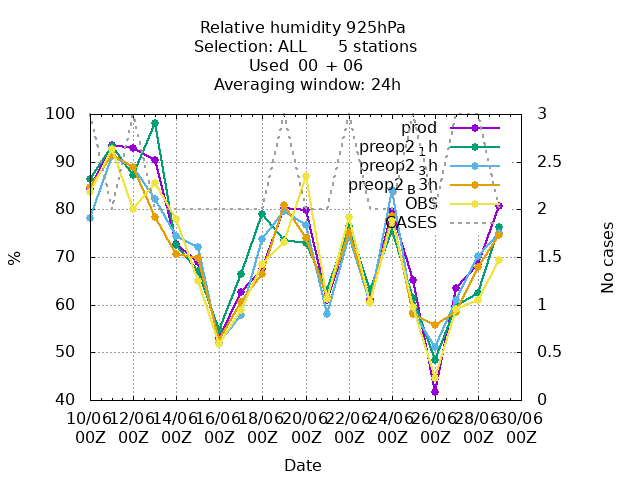 Relative humidity 925hPa
Selection: ALL 5 stations
Used 00 + 06
Averaging window: 24h
100
90
80
70
60
50
40
%
3
2.5
2
1.5
1
0.5
0
No cases
prod
preop2_1h
preop2_3
preop2_B3h
OBS
CASES
10/06 12/06 14/06 16/06 18/06 20/06 22/06 24/06 26/06 28/06 30/06
00Z 00Z 00Z 00Z 00Z 00Z 00Z 00Z 00Z 00Z 00Z
Date